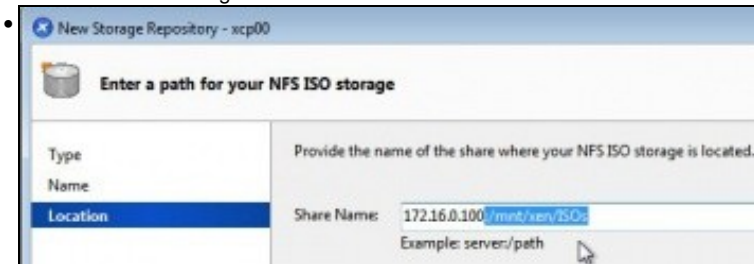 New Storage Repository - xcp00
Enter a path for your NFS ISO storage
Type
Provide the name of the share where your NFS ISO storage is located.
Name
Location
Share Name: 172.16.0.100:/mnt/xen/ISOs
Example: server:/path